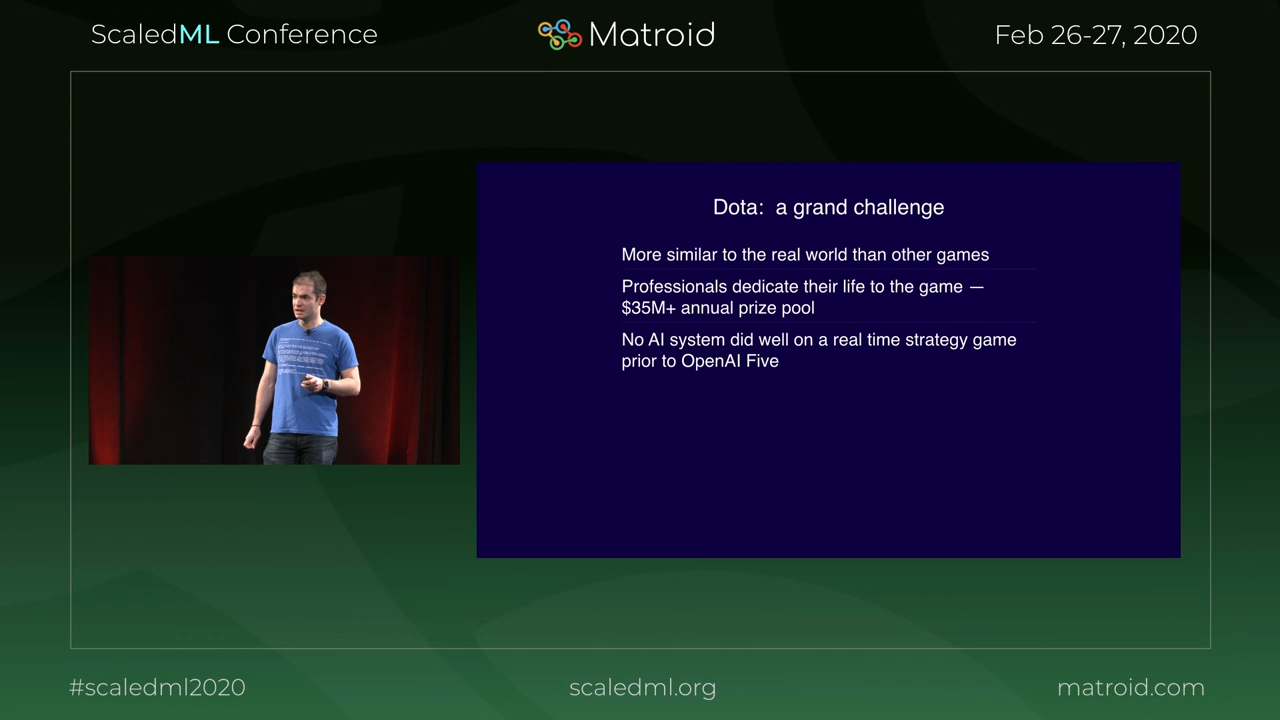 ScaledML Conference
Matroid
Feb 26-27, 2020
Dota: a grand challenge
More similar to the real world than other games
Professionals dedicate their life to the game —
$35M+ annual prize pool
No AI system did well on a real time strategy game
prior to OpenAI Five
#scaledml2020
scaledml.org
matroid.com